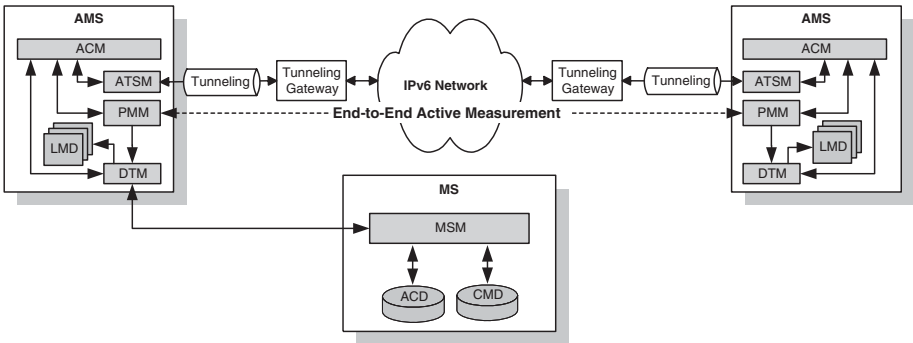 AMS
ACM
ATSM
PMM
LMD
DTM
Tunneling
Tunneling
Gateway
IPv6 Network
End-to-End Active Measurement
Tunneling
Gateway
Tunneling
AMS
ACM
ATSM
PMM
LMD
DTM
MS
MSM
ACD
CMD